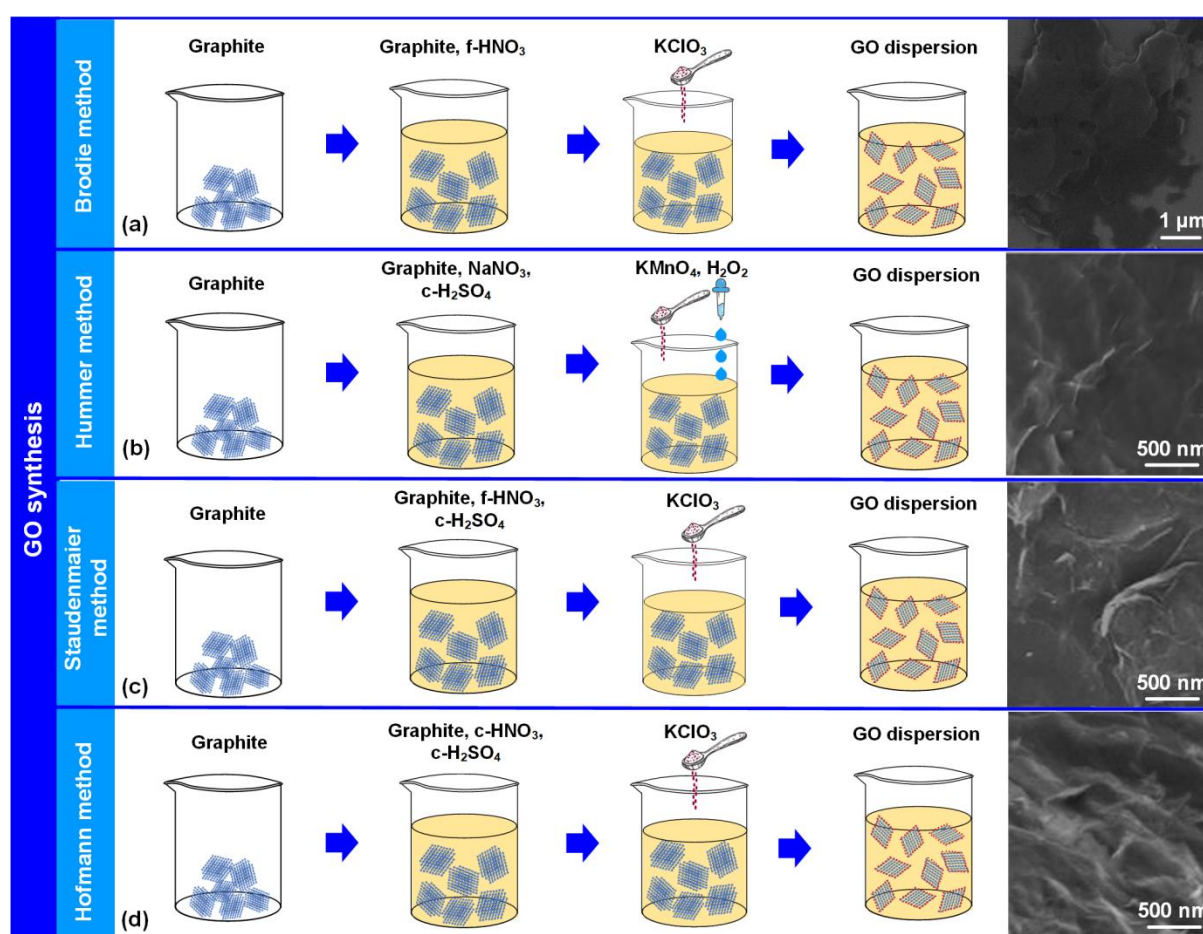 GO synthesis
Brodie method
Graphite
Graphite, f-HNO₃
KClO₃
GO dispersion
(a)
1 µm
Hummer method
Graphite
Graphite, NaNO₃,
c-H₂SO₄
KMnO₄, H₂O₂
GO dispersion
(b)
500 nm
Staudenmaier
method
Graphite
Graphite, f-HNO₃,
c-H₂SO₄
KClO₃
GO dispersion
(c)
500 nm
Hofmann method
Graphite
Graphite, c-HNO₃,
c-H₂SO₄
KClO₃
GO dispersion
(d)
500 nm